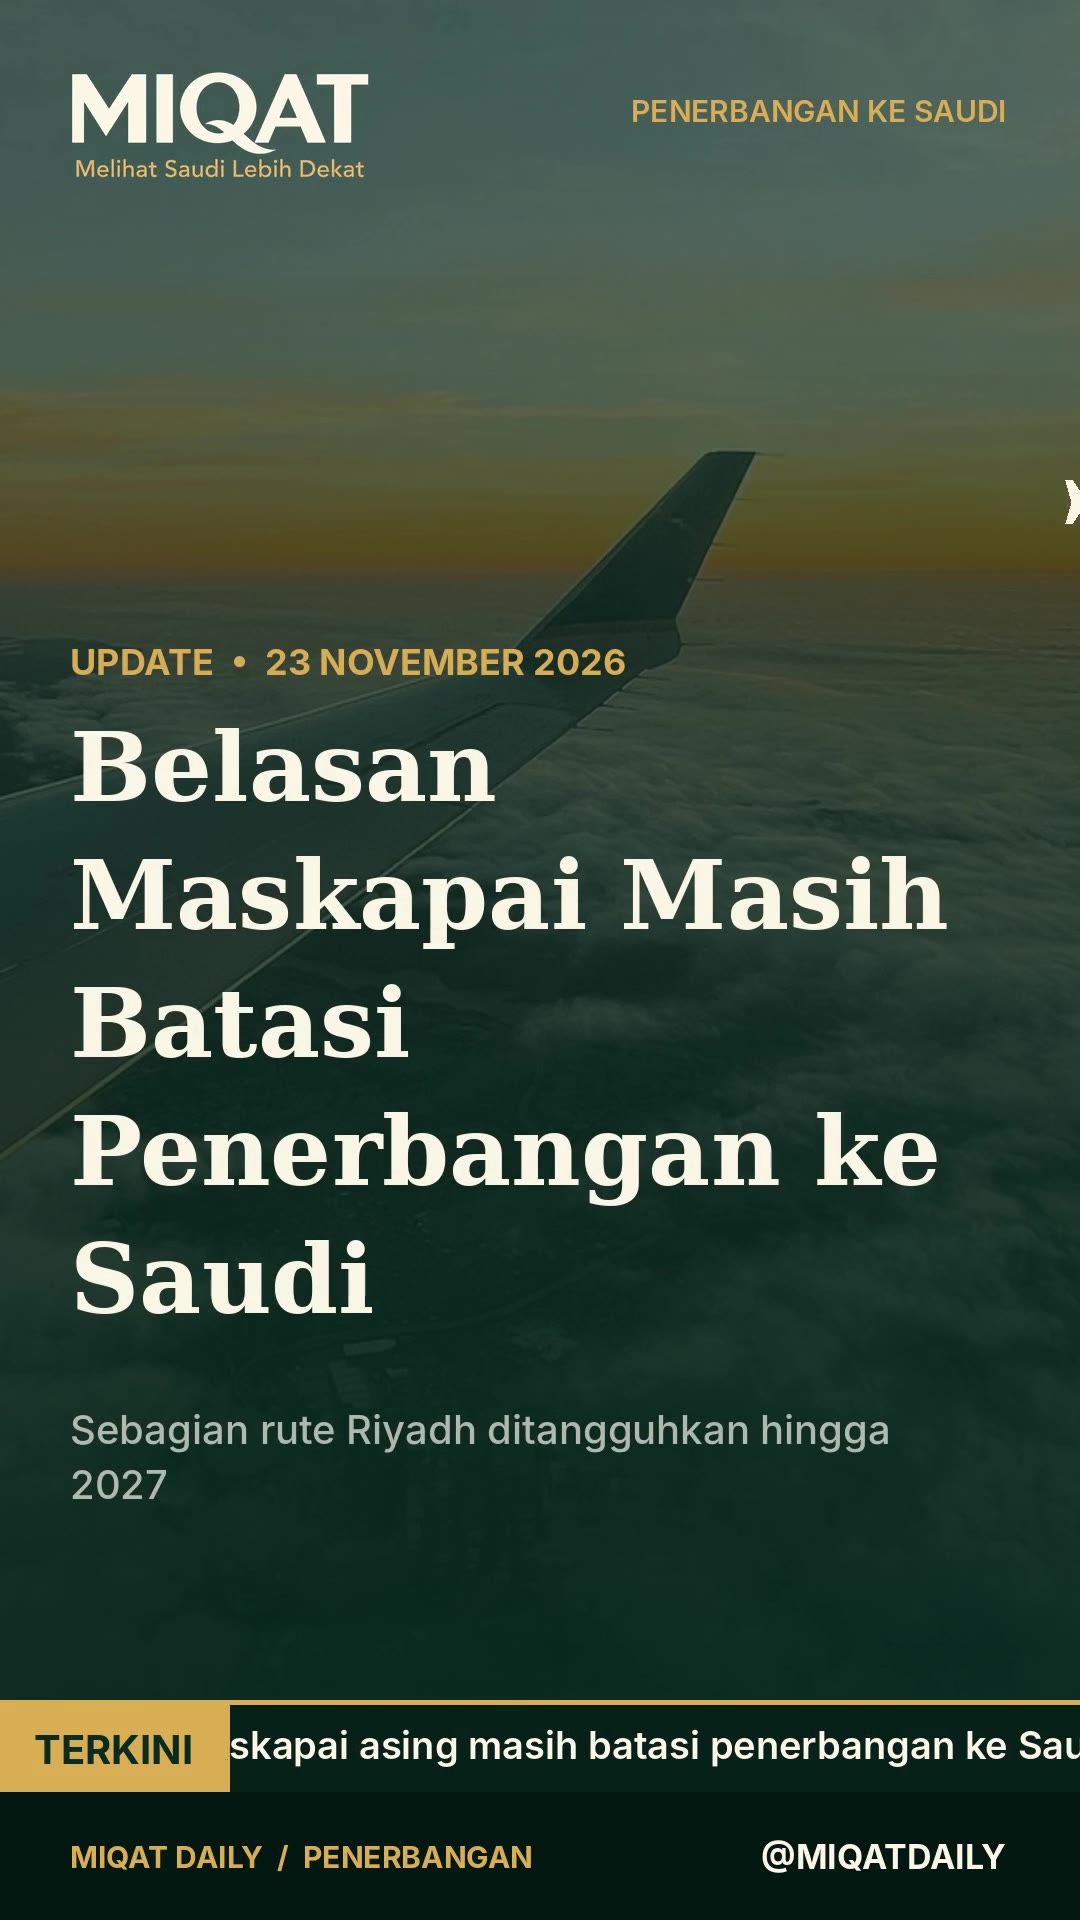 MIQAT
Melihat Saudi Lebih Dekat
PENERBANGAN KE SAUDI
UPDATE • 23 NOVEMBER 2026
Belasan
Maskapai Masih
Batasi
Penerbangan ke
Saudi
Sebagian rute Riyadh ditangguhkan hingga
2027
TERKINI
skapai asing masih batasi penerbangan ke Sau
MIQAT DAILY / PENERBANGAN
@MIQATDAILY